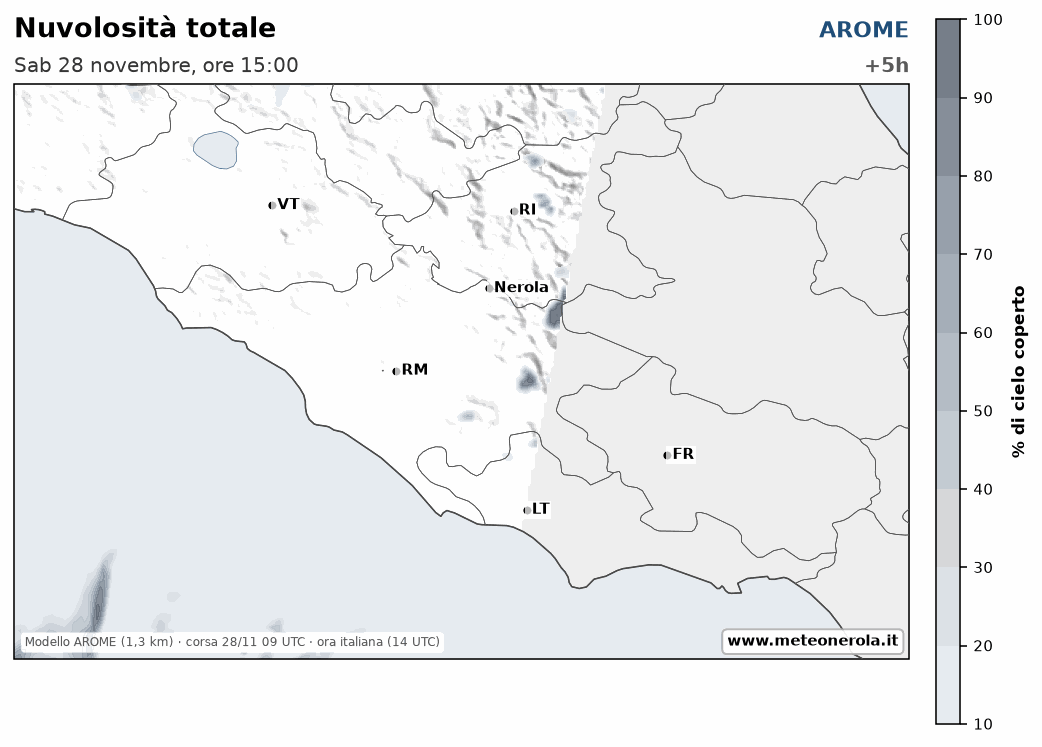 Nuvolosità totale
AROME
Sab 28 novembre, ore 15:00
+5h
100
90
80
70
60
50
40
30
20
10
% di cielo coperto
VT
RI
Nerola
RM
FR
LT
Modello AROME (1,3 km) · corsa 28/11 09 UTC · ora italiana (14 UTC)
www.meteonerola.it